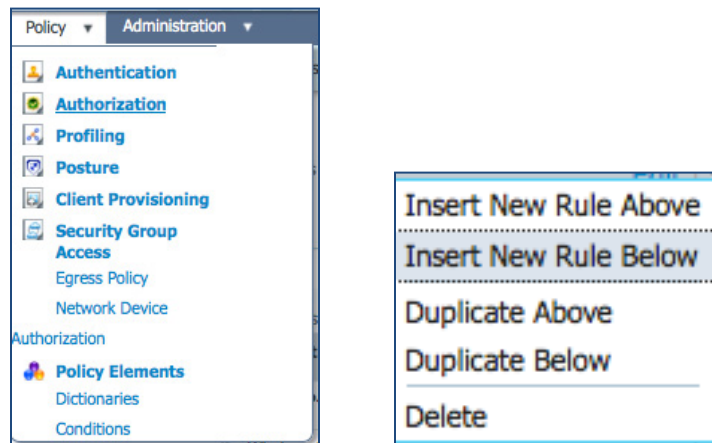 Policy ▼ Administration ▼
Authentication
Authorization
Profiling
Posture
Client Provisioning
Security Group
Access
Egress Policy
Network Device
Authorization
Policy Elements
Dictionaries
Conditions
Insert New Rule Above
Insert New Rule Below
Duplicate Above
Duplicate Below
Delete